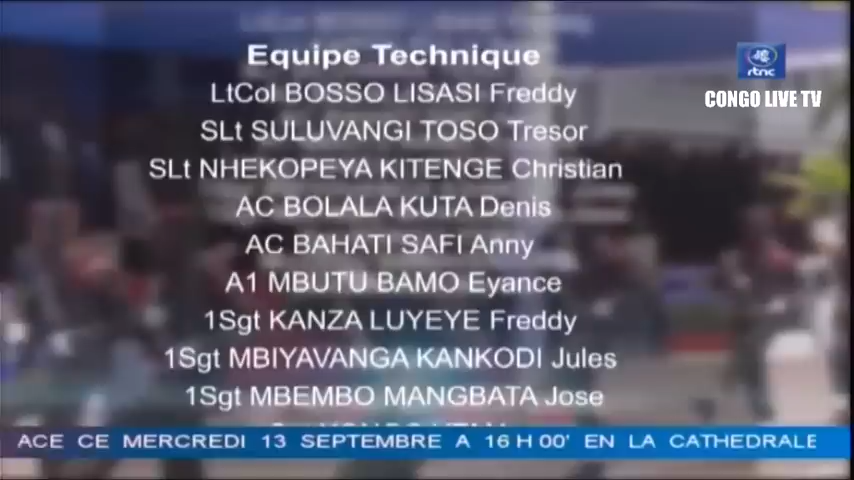 Equipe Technique
LtCol BOSSO LISASI Freddy
SLt SULUVANGI TOSO Tresor
SLt NHEKOPEYA KITENGE Christian
AC BOLALA KUTA Denis
AC BAHATI SAFI Anny
A1 MBUTU BAMO Eyance
1Sgt KANZA LUYEYE Freddy
1Sgt MBIYAVANGA KANKODI Jules
1Sgt MBEMBO MANGBATA Jose
rtnc
CONGO LIVE TV
ACE CE MERCREDI 13 SEPTEMBRE A 16 H 00' EN LA CATHEDRALE